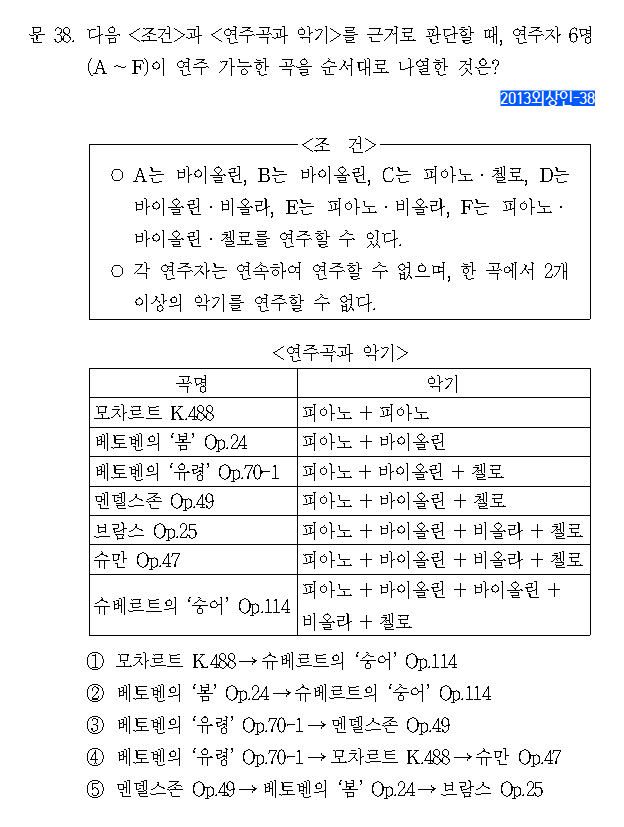 문 38. 다음 <조건>과 <연주곡과 악기>를 근거로 판단할 때, 연주자 6명
(A ~ F)이 연주 가능한 곡을 순서대로 나열한 것은?
2013외상인-38
<조 건>
○ A는 바이올린, B는 바이올린, C는 피아노 · 첼로, D는
바이올린 · 비올라, E는 피아노 · 비올라, F는 피아노 ·
바이올린 · 첼로를 연주할 수 있다.
○ 각 연주자는 연속하여 연주할 수 없으며, 한 곡에서 2개
이상의 악기를 연주할 수 없다.
<연주곡과 악기>
곡명 악기
모차르트 K.488 피아노 + 피아노
베토벤의 ‘봄’ Op.24 피아노 + 바이올린
베토벤의 ‘유령’ Op.70-1 피아노 + 바이올린 + 첼로
멘델스존 Op.49 피아노 + 바이올린 + 첼로
브람스 Op.25 피아노 + 바이올린 + 비올라 + 첼로
슈만 Op.47 피아노 + 바이올린 + 비올라 + 첼로
슈베르트의 ‘숭어’ Op.114 피아노 + 바이올린 + 바이올린 +
비올라 + 첼로
① 모차르트 K.488 → 슈베르트의 ‘숭어’ Op.114
② 베토벤의 ‘봄’ Op.24 → 슈베르트의 ‘숭어’ Op.114
③ 베토벤의 ‘유령’ Op.70-1 → 멘델스존 Op.49
④ 베토벤의 ‘유령’ Op.70-1 → 모차르트 K.488 → 슈만 Op.47
⑤ 멘델스존 Op.49 → 베토벤의 ‘봄’ Op.24 → 브람스 Op.25